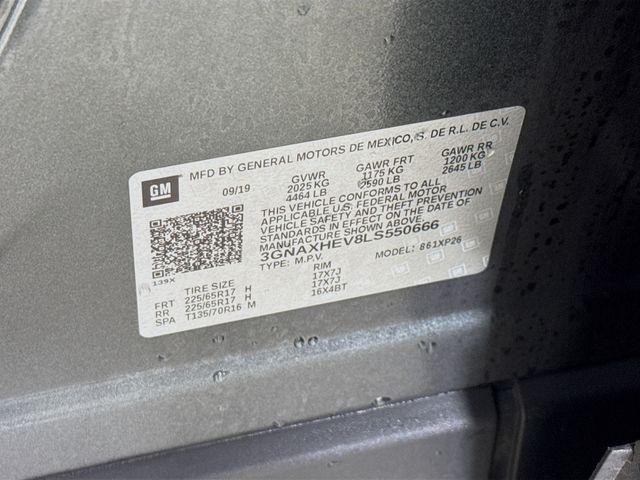 MFD BY GENERAL MOTORS DE MEXICO, S. DE R.L. DE C.V.
GM
09/19
GVWR
2025 KG
4464 LB
GAWR FRT
1175 KG
2590 LB
GAWR RR
1200 KG
2645 LB
THIS VEHICLE CONFORMS TO ALL
APPLICABLE U.S. FEDERAL MOTOR
VEHICLE SAFETY AND THEFT PREVENTION
STANDARDS IN EFFECT ON THE DATE OF
MANUFACTURE SHOWN ABOVE.
3GNAXHEV8LS550666
TYPE: M.P.V.
MODEL: 861XP26
139X
TIRE SIZE
RIM
FRT 225/65R17 H 17X7J
RR 225/65R17 H 17X7J
SPA T135/70R16 M 16X4BT